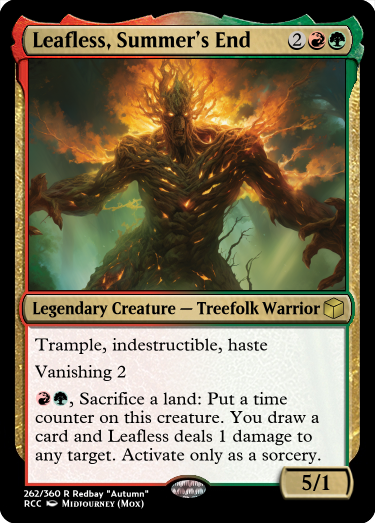 Leafless, Summer's End 2
Legendary Creature — Treefolk Warrior
Trample, indestructible, haste
Vanishing 2
, Sacrifice a land: Put a time
counter on this creature. You draw a
card and Leafless deals 1 damage to
any target. Activate only as a sorcery.
5/1
262/360 R Redbay "Autumn"
RCC Midjourney (Mox)